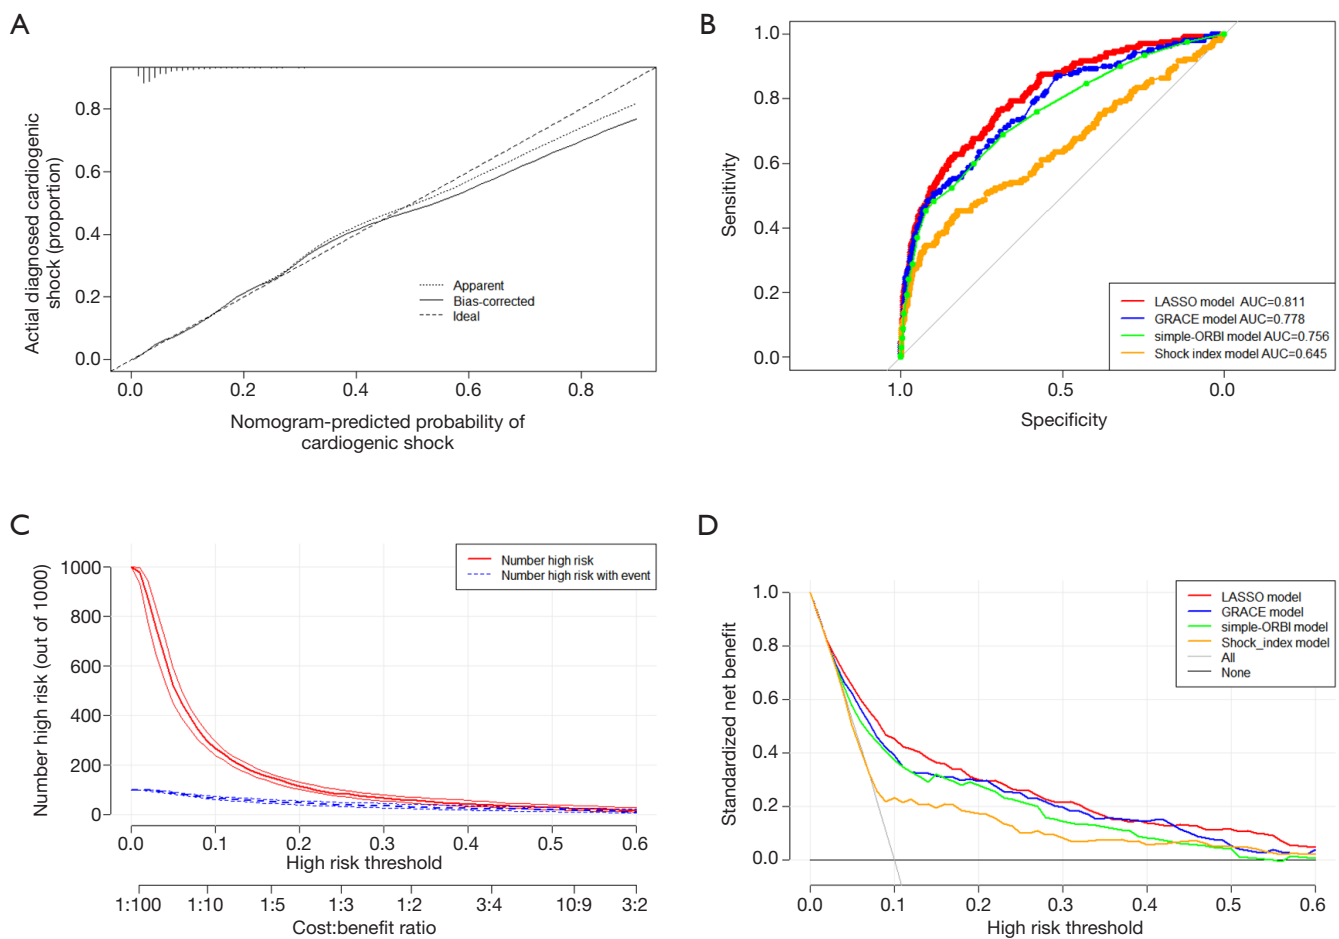 A
Actial diagnosed cardiogenic
shock (proportion)
0.8
0.6
0.4
0.2
0.0
Apparent
Bias-corrected
Ideal
0.0 0.2 0.4 0.6 0.8
Nomogram-predicted probability of
cardiogenic shock
B
Sensitivity
1.0
0.8
0.6
0.4
0.2
0.0
LASSO model AUC=0.811
GRACE model AUC=0.778
simple-ORBI model AUC=0.756
Shock index model AUC=0.645
1.0 0.5 0.0
Specificity
C
Number high risk (out of 1000)
1000
800
600
400
200
0
Number high risk
Number high risk with event
0.0 0.1 0.2 0.3 0.4 0.5 0.6
High risk threshold
1:100 1:10 1:5 1:3 1:2 3:4 10:9 3:2
Cost:benefit ratio
D
Standardized net benefit
1.0
0.8
0.6
0.4
0.2
0.0
LASSO model
GRACE model
simple-ORBI model
Shock_index model
All
None
0.0 0.1 0.2 0.3 0.4 0.5 0.6
High risk threshold